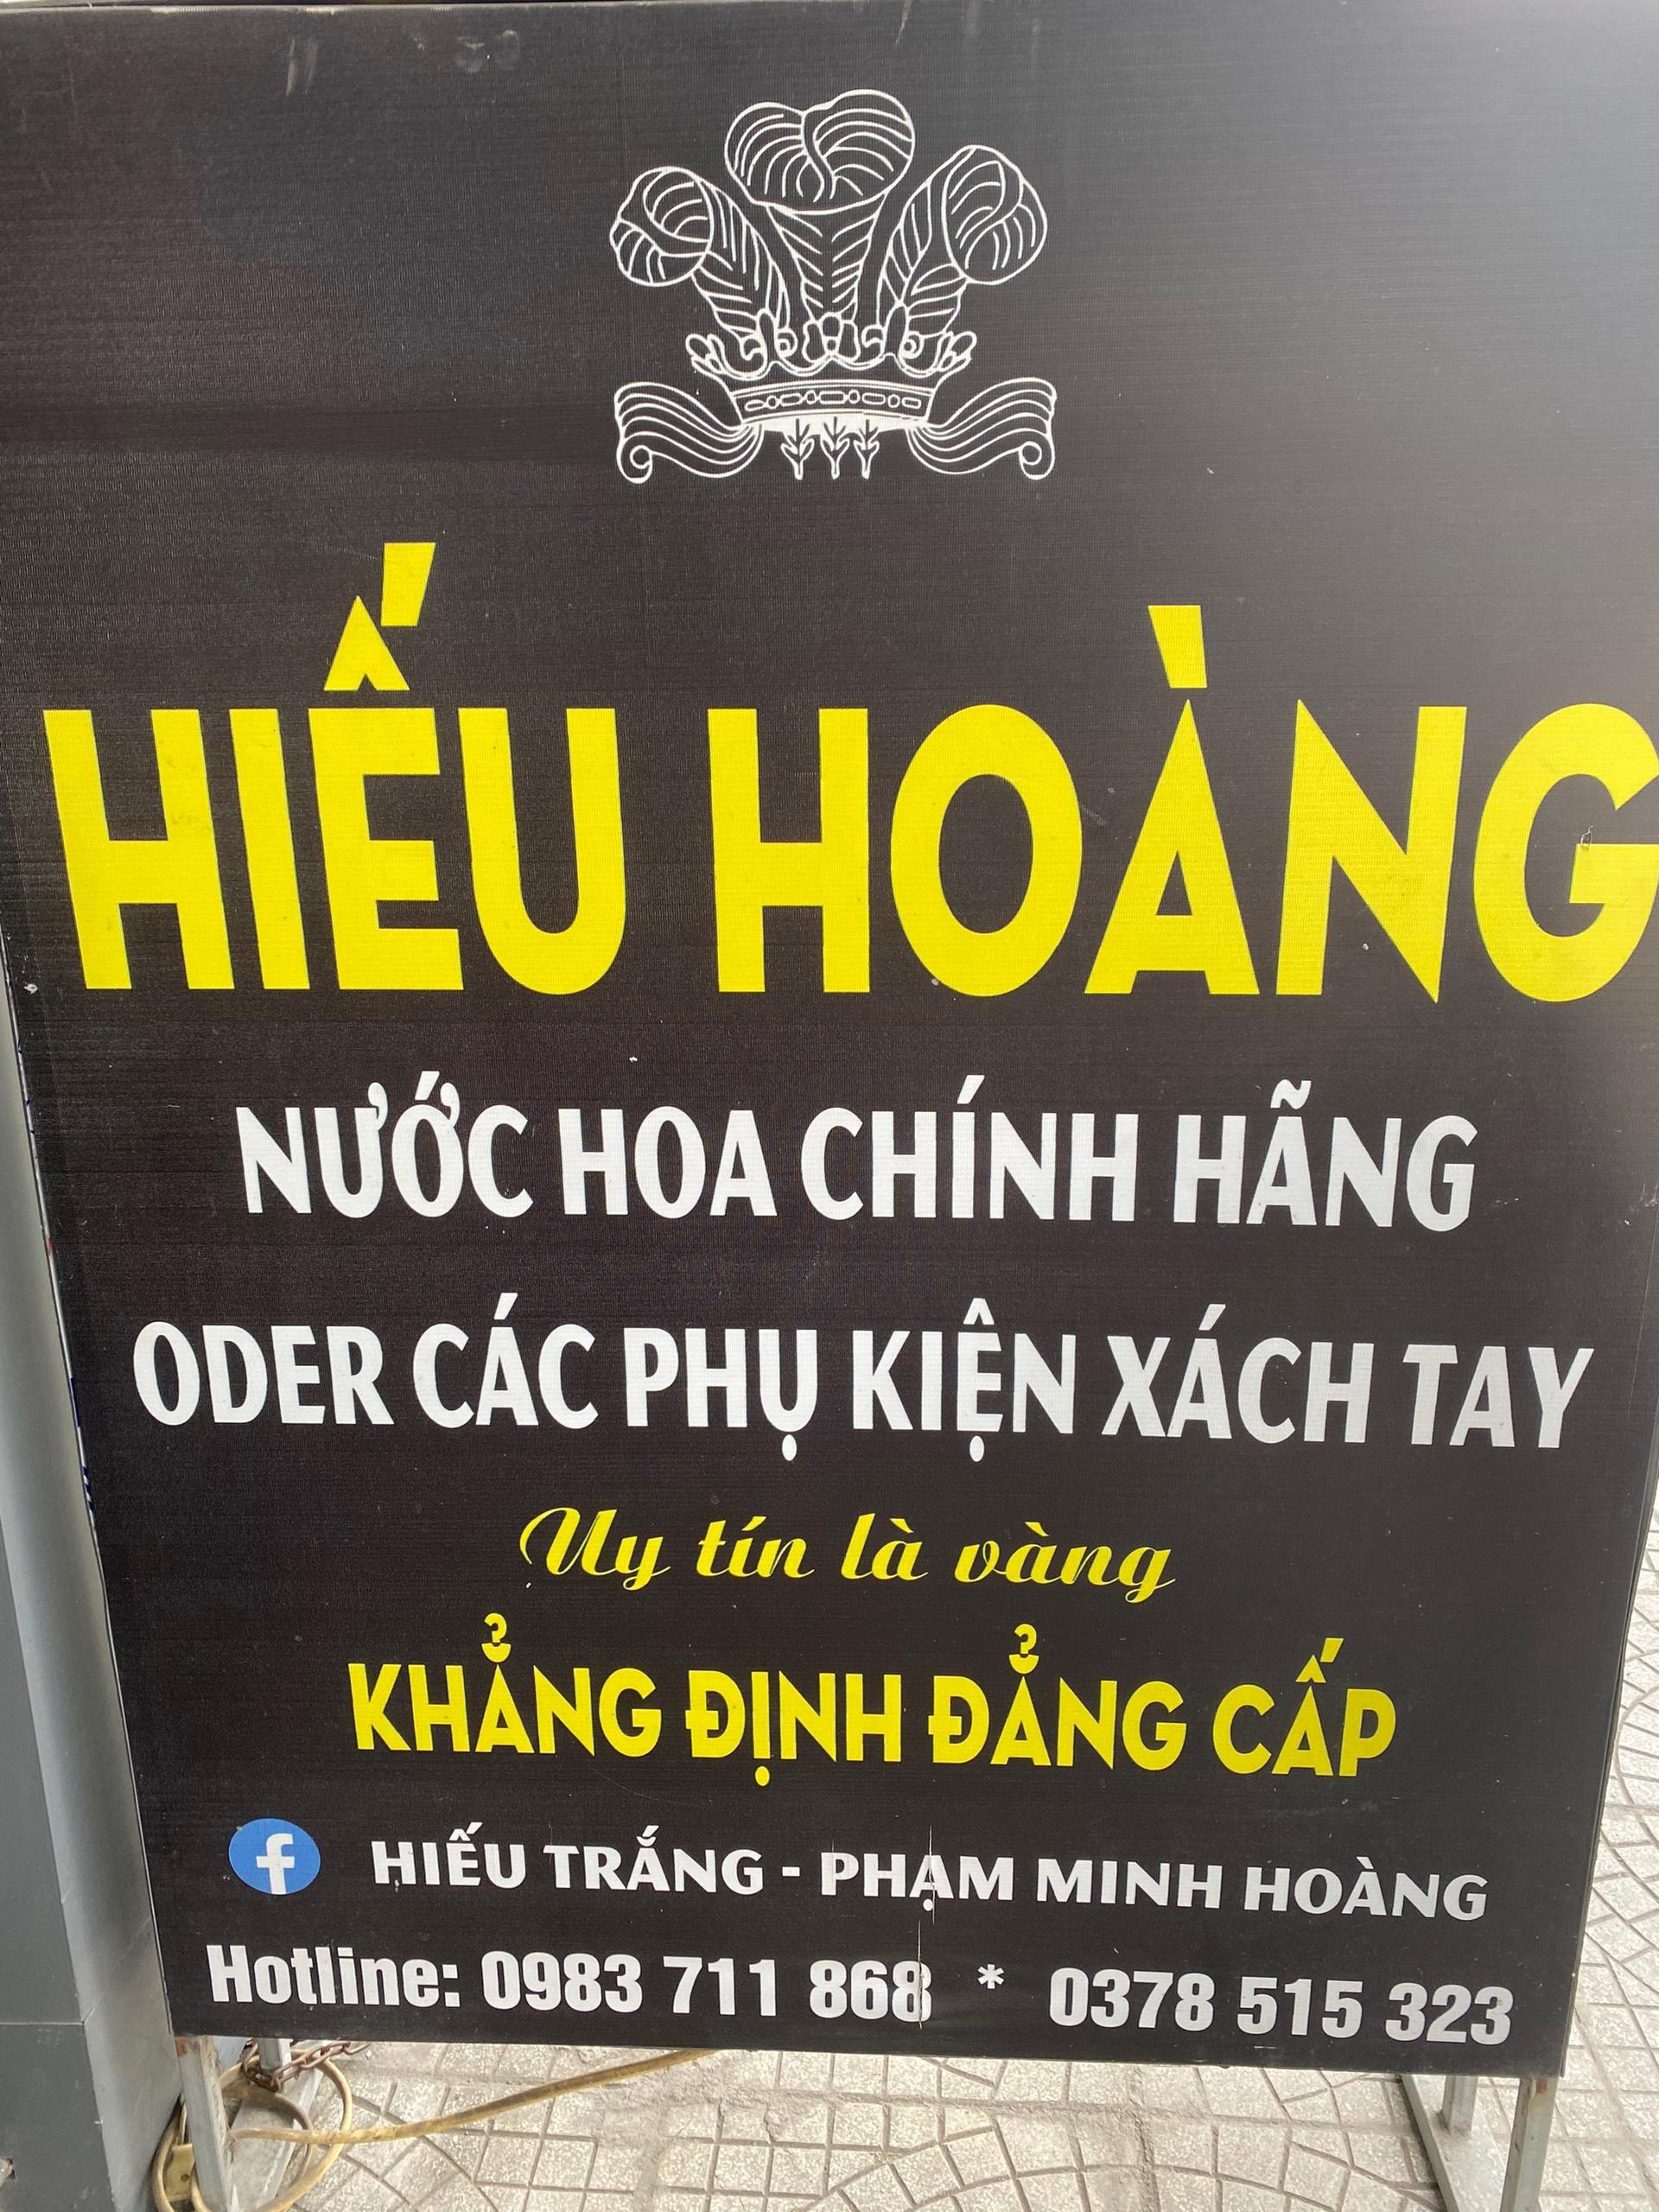 HIẾU HOÀNG
NƯỚC HOA CHÍNH HÃNG
ODER CÁC PHỤ KIỆN XÁCH TAY
Uy tín là vàng
KHẲNG ĐỊNH ĐẲNG CẤP
f HIẾU TRẮNG - PHẠM MINH HOÀNG
Hotline: 0983 711 868 * 0378 515 323